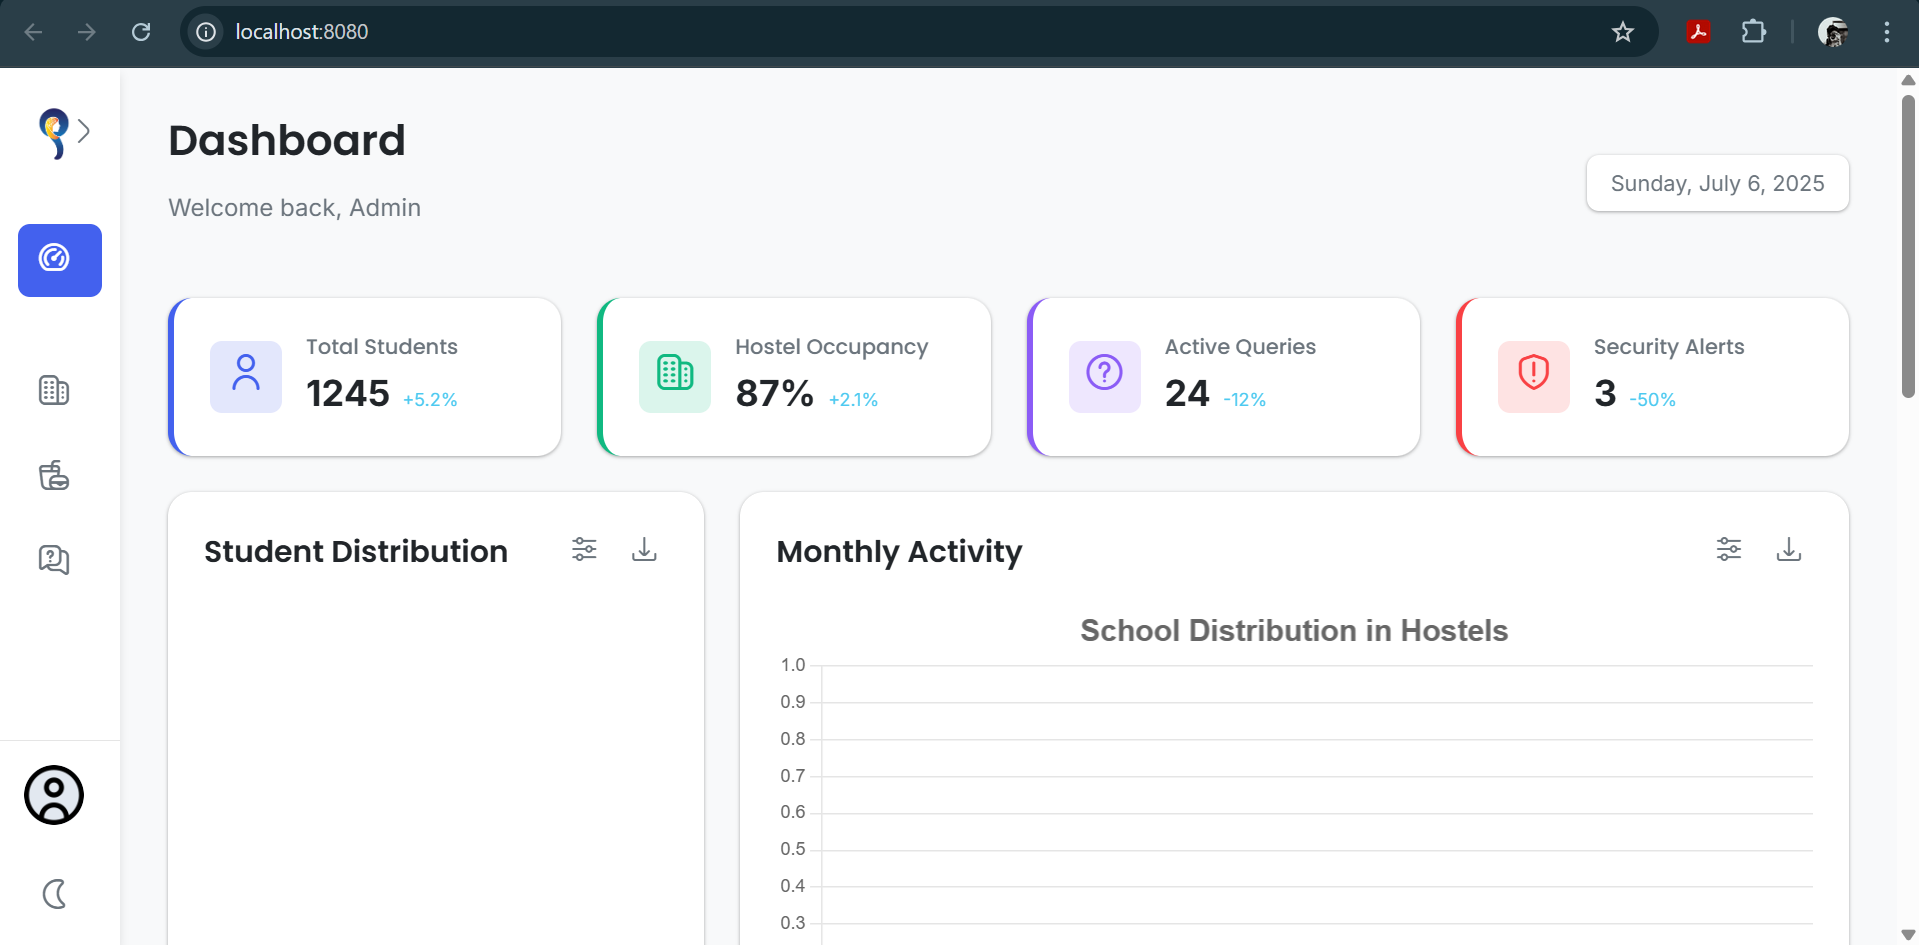 localhost:8080
Dashboard
Welcome back, Admin
Sunday, July 6, 2025
Total Students
1245 +5.2%
Hostel Occupancy
87% +2.1%
Active Queries
24 -12%
Security Alerts
3 -50%
Student Distribution
Monthly Activity
School Distribution in Hostels
1.0
0.9
0.8
0.7
0.6
0.5
0.4
0.3